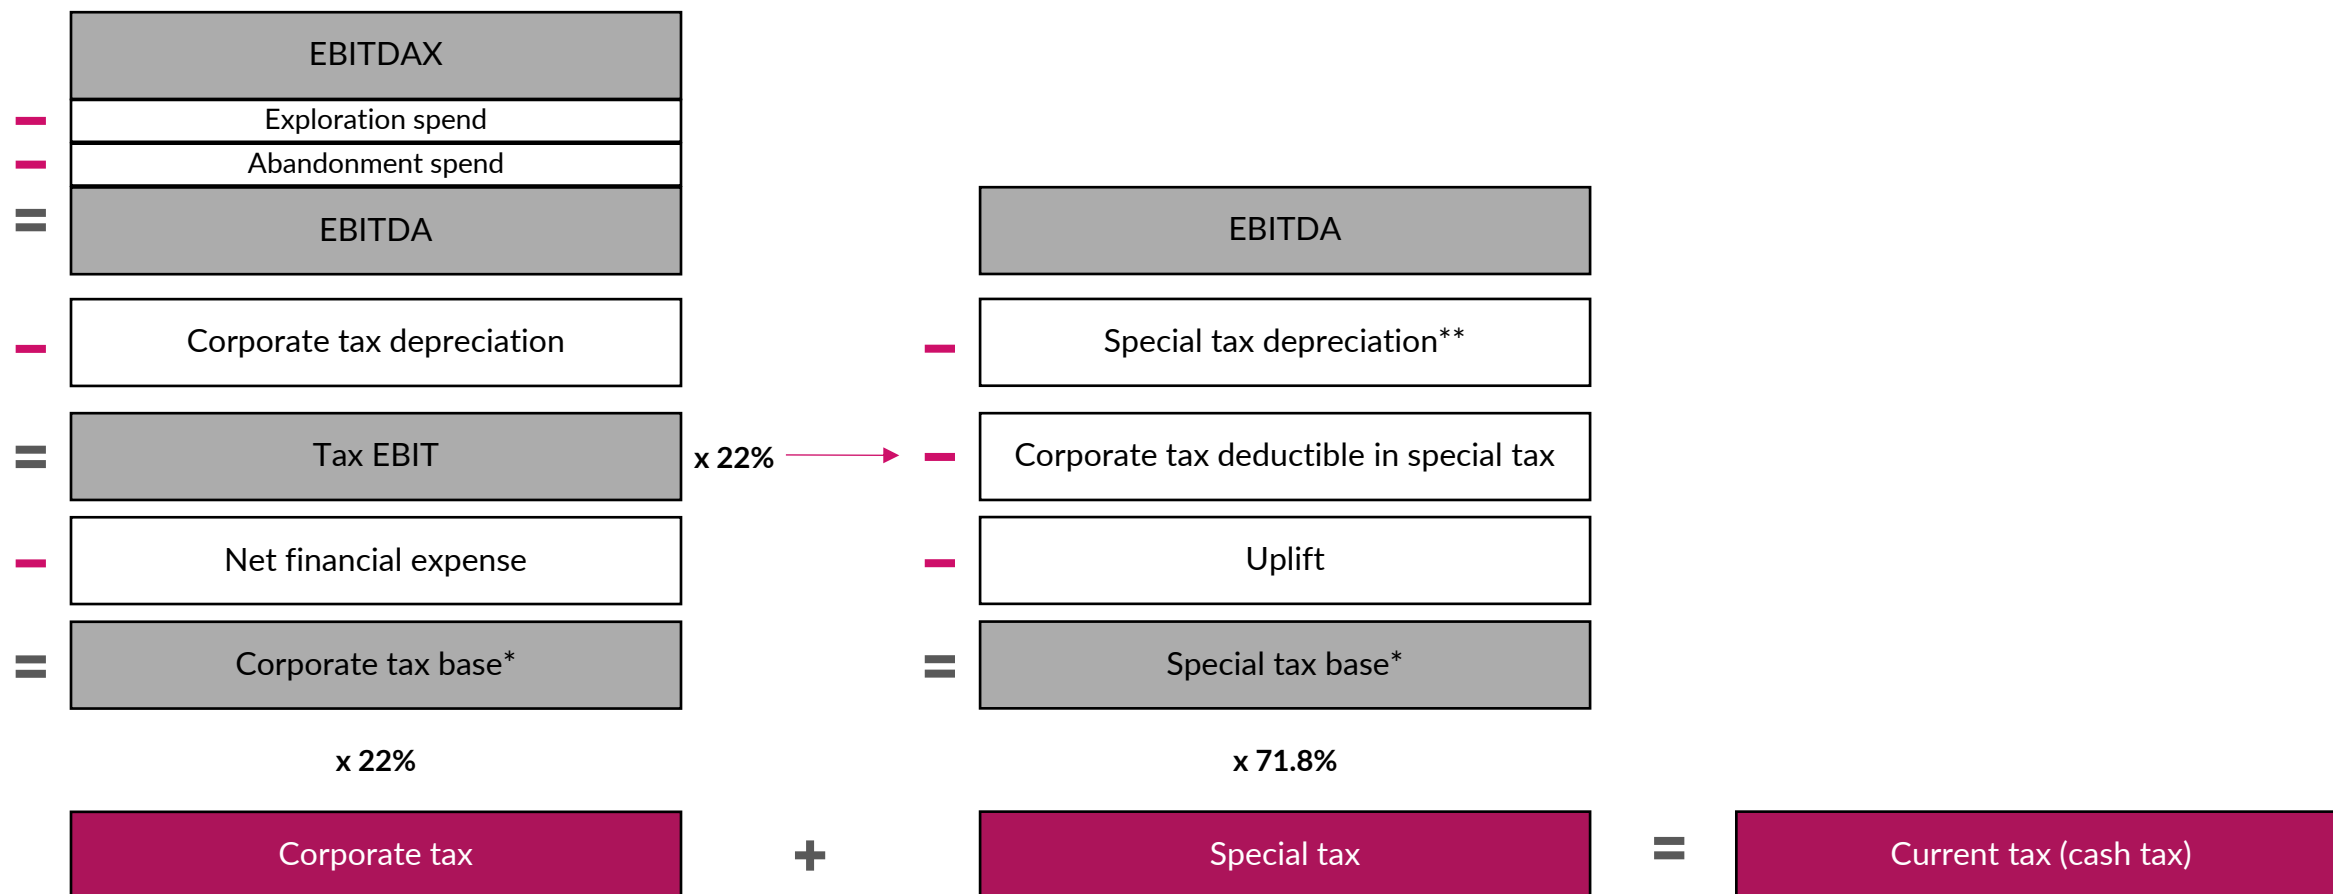 EBITDAX
− Exploration spend
− Abandonment spend
= EBITDA
− Corporate tax depreciation
= Tax EBIT
x 22%
− Net financial expense
= Corporate tax base*
x 22%
Corporate tax
EBITDA
− Special tax depreciation**
− Corporate tax deductible in special tax
− Uplift
= Special tax base*
x 71.8%
+ Special tax
= Current tax (cash tax)